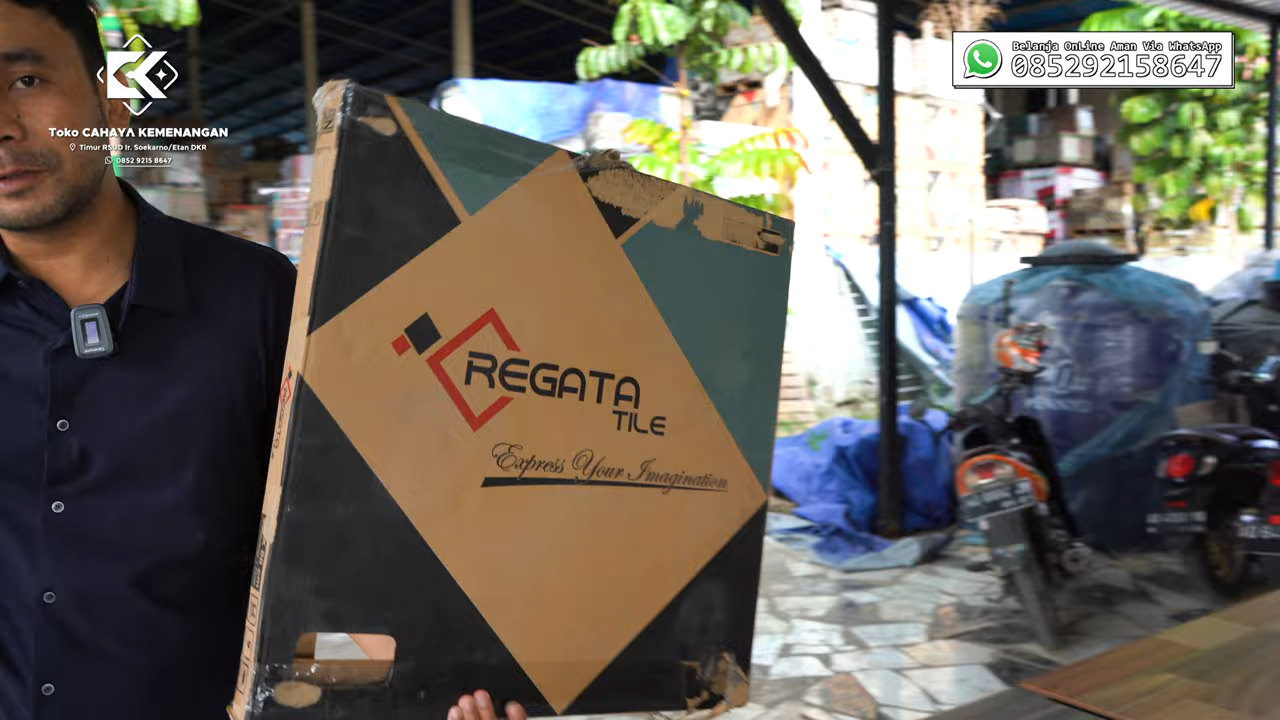 Toko CAHAYA KEMENANGAN
Timur RSUD Ir. Soekarno/Etan DKR
0852 9215 8647
Belanja OnLine Aman Via WhatsApp
085292158647
REGATA
TILE
Express Your Imagination